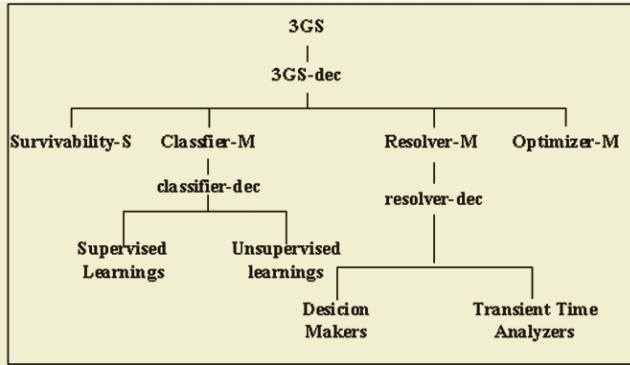 3GS
3GS-dec
Survivability-S Classfier-M Resolver-M Optimizer-M
classifier-dec
resolver-dec
Supervised Unsupervised
Learnings learnings
Desicion Transient Time
Makers Analyzers